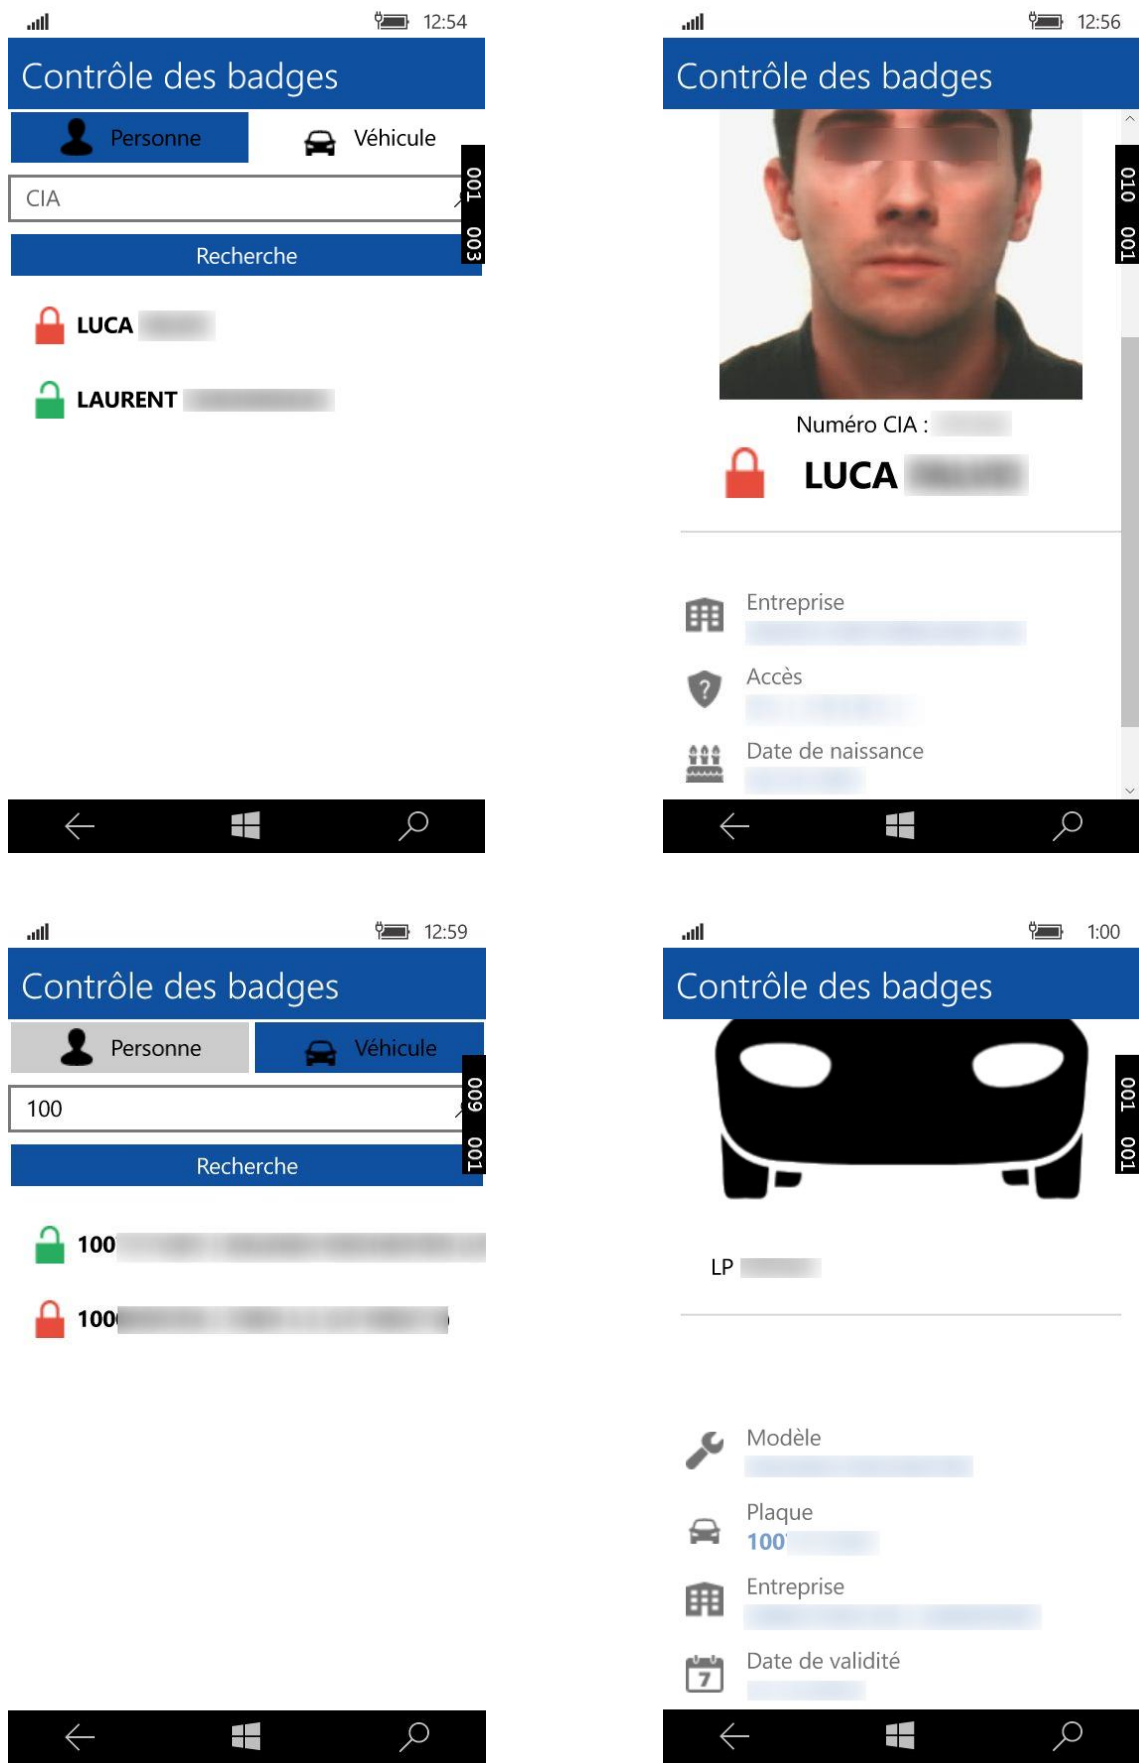 12:54
Contrôle des badges
Personne
Véhicule
CIA
001 003
Recherche
LUCA
LAURENT
12:56
Contrôle des badges
010 001
Numéro CIA :
LUCA
Entreprise
Accès
Date de naissance
12:59
Contrôle des badges
Personne
Véhicule
100
009 001
Recherche
100
100
1:00
Contrôle des badges
001 001
LP
Modèle
Plaque
100
Entreprise
7
Date de validité